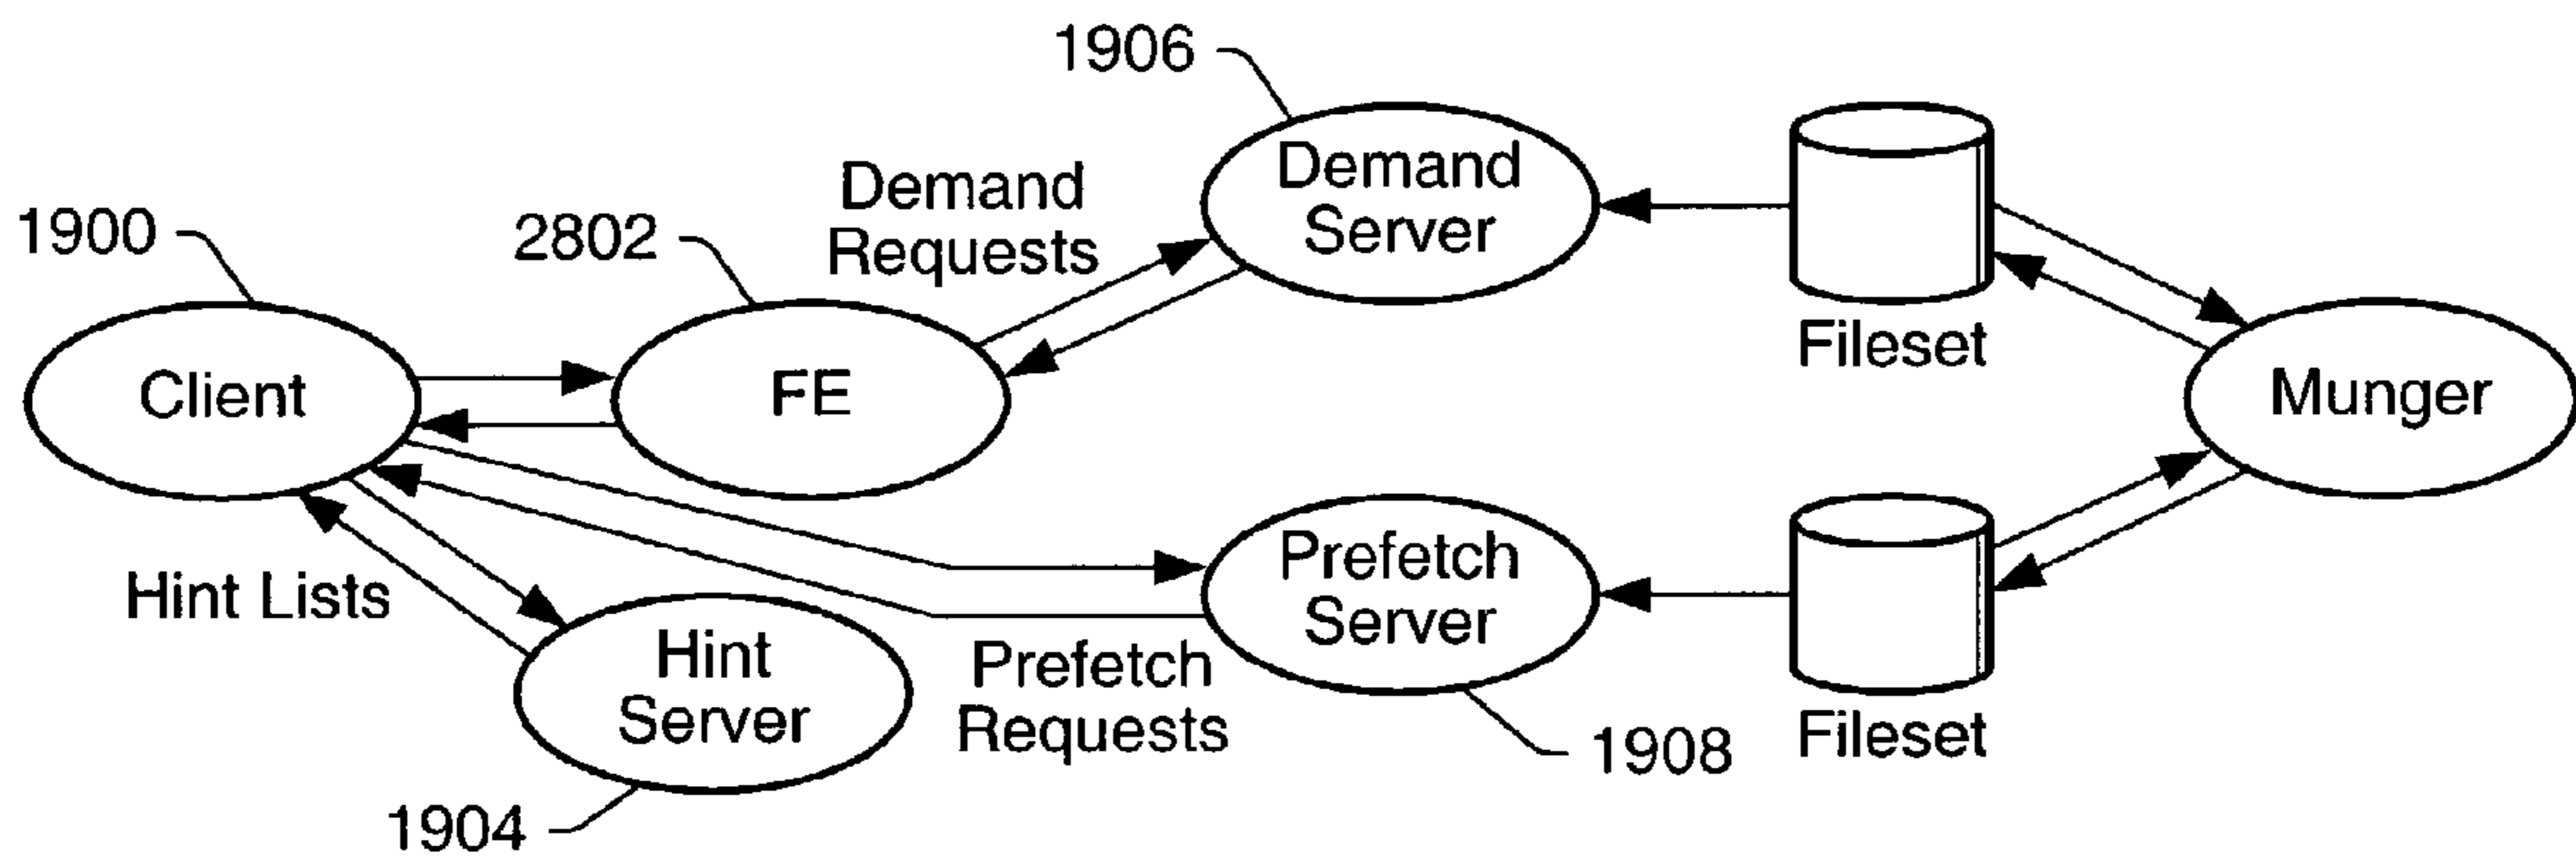 1906
Demand
Server
Demand
Requests
1900
2802
Fileset
Client
FE
Munger
Prefetch
Server
Hint Lists
Hint
Server
Prefetch
Requests
1908
Fileset
1904